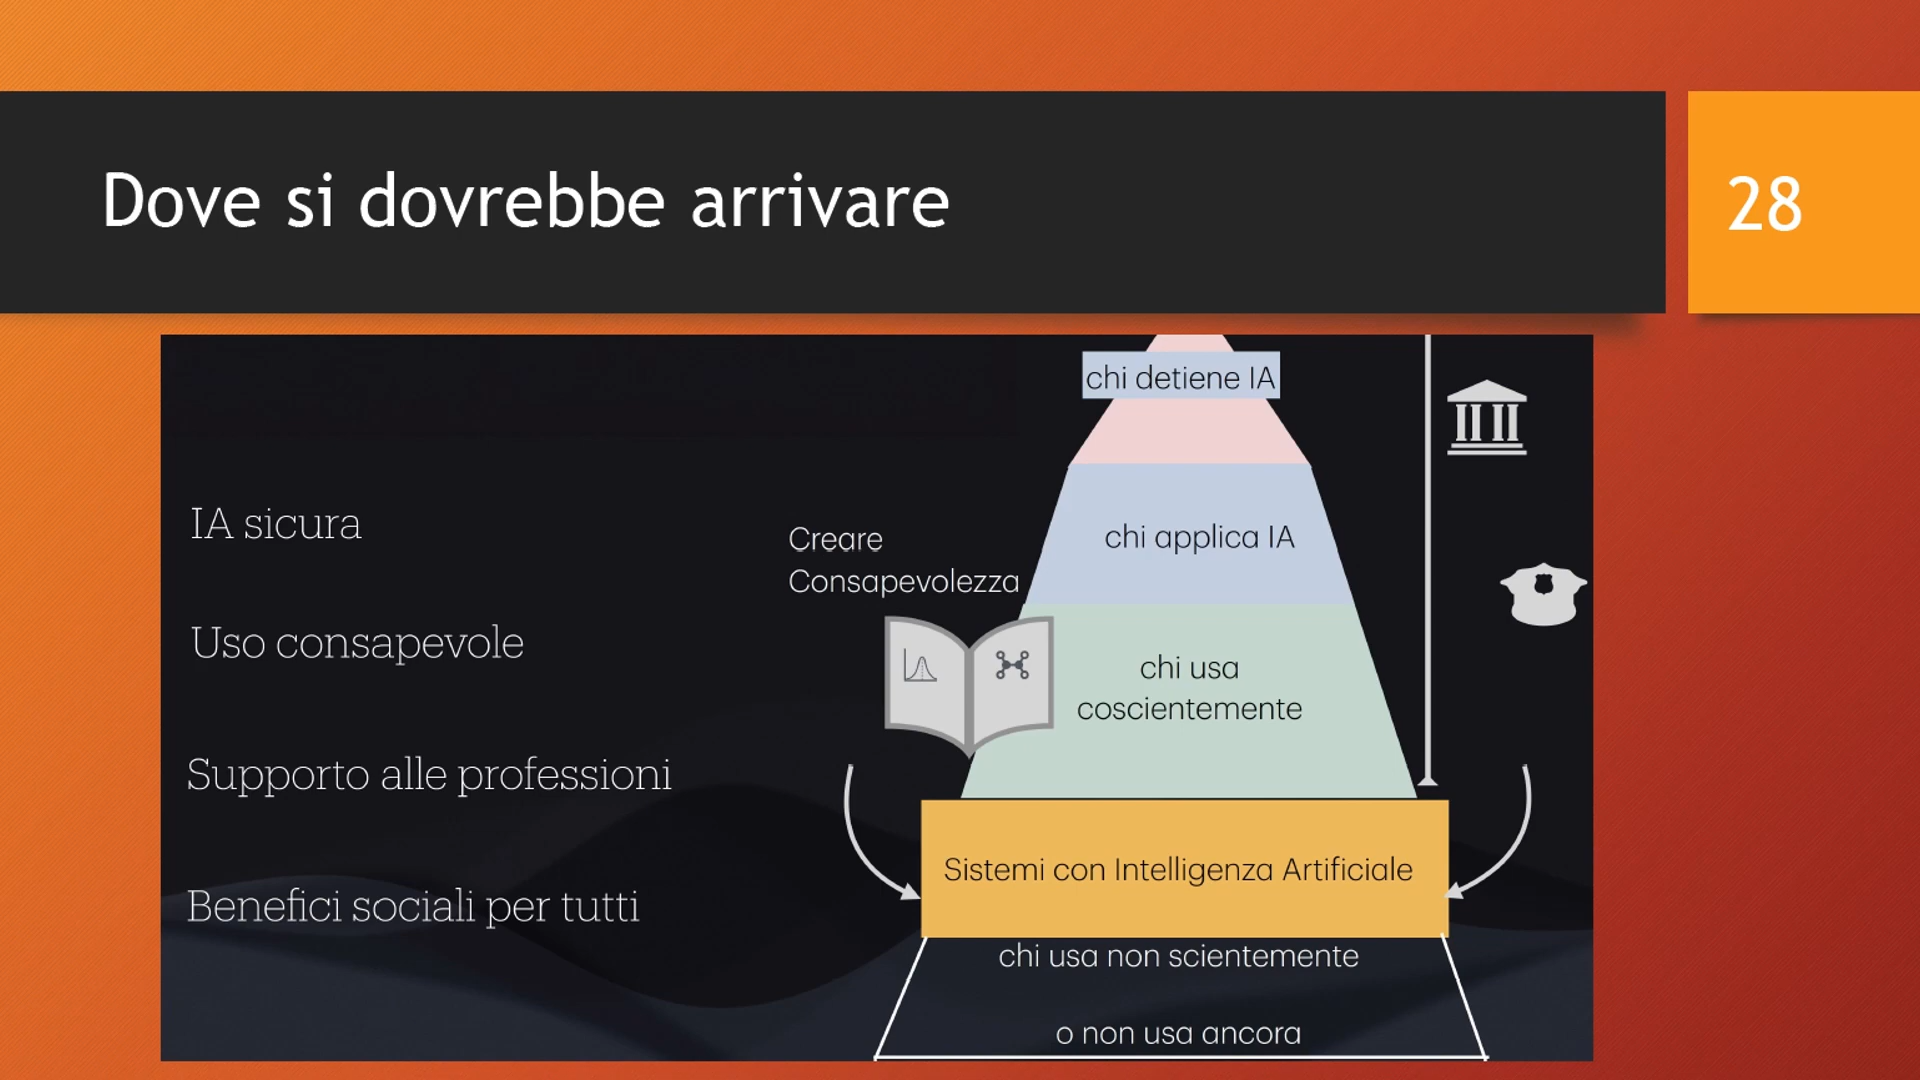 Dove si dovrebbe arrivare
28
IA sicura
Uso consapevole
Supporto alle professioni
Benefici sociali per tutti
Creare
Consapevolezza
chi detiene IA
chi applica IA
chi usa
coscientemente
Sistemi con Intelligenza Artificiale
chi usa non scientemente
o non usa ancora